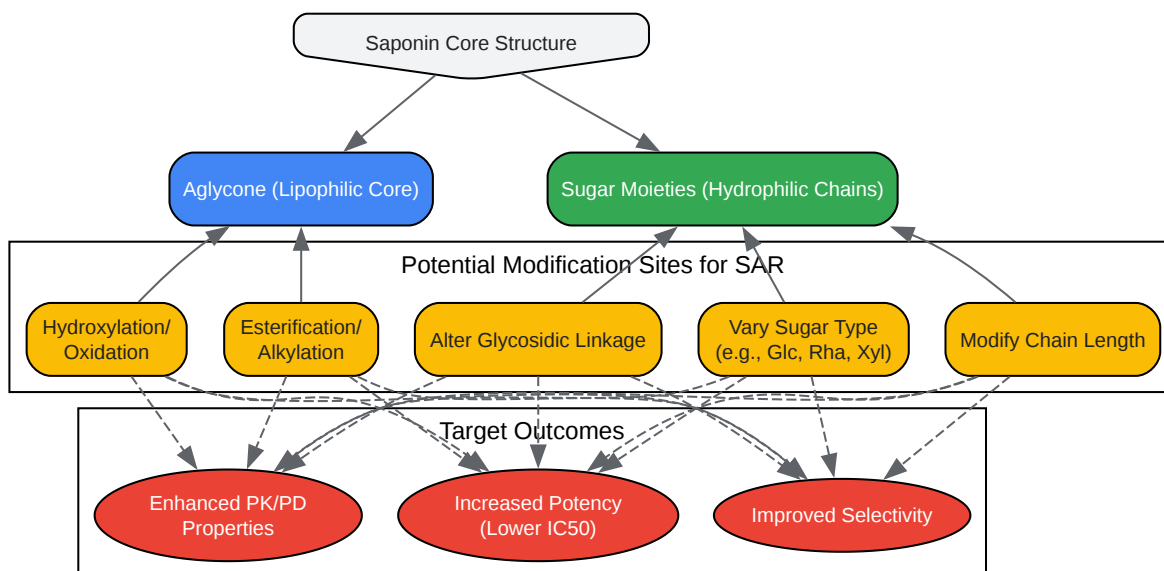 Saponin Core Structure
Aglycone (Lipophilic Core)
Sugar Moieties (Hydrophilic Chains)
Potential Modification Sites for SAR
Hydroxylation/
Oxidation
Esterification/
Alkylation
Alter Glycosidic Linkage
Vary Sugar Type
(e.g., Glc, Rha, Xyl)
Modify Chain Length
Target Outcomes
Enhanced PK/PD
Properties
Increased Potency
(Lower IC50)
Improved Selectivity